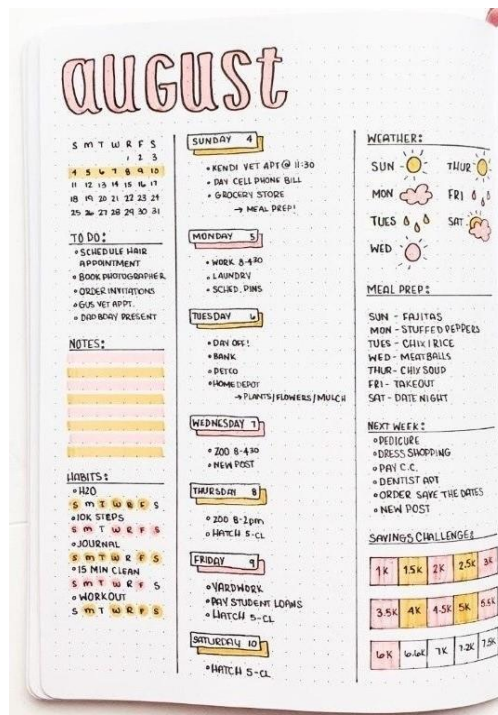 august
S M T W R F S
1 2 3
4 5 6 7 8 9 10
11 12 13 14 15 16 17
18 19 20 21 22 23 24
25 26 27 28 29 30 31
TO DO:
• SCHEDULE HAIR
APPOINTMENT
• BOOK PHOTOGRAPHER
• ORDER INVITATIONS
• GUS VET APPT.
• DAD BDAY PRESENT
NOTES:
HABITS:
• H2O
S M T W R F S
• 10K STEPS
S M T W R F S
• JOURNAL
S M T W R F S
• 15 MIN CLEAN
S M T W R F S
• WORKOUT
S M T W R F S
SUNDAY 4
• KENDI VET APT @ 11:30
• PAY CELL PHONE BILL
• GROCERY STORE
→ MEAL PREP!
MONDAY 5
• WORK 8-430
• LAUNDRY
• SCHED. PINS
TUESDAY 6
• DAY OFF!
• BANK
• PETCO
• HOME DEPOT
→ PLANTS/FLOWERS/MULCH
WEDNESDAY 7
• ZOO 8-430
• NEW POST
THURSDAY 8
• ZOO 8-2pm
• HATCH 5-CL
FRIDAY 9
• YARDWORK
• PAY STUDENT LOANS
• HATCH 5-CL
SATURDAY 10
• HATCH 5-CL
WEATHER:
SUN THUR
MON FRI
TUES SAT
WED
MEAL PREP:
SUN - FAJITAS
MON - STUFFED PEPPERS
TUES - CHIX I RICE
WED - MEATBALLS
THUR - CHIX SOUP
FRI - TAKEOUT
SAT - DATE NIGHT
NEXT WEEK:
• PEDICURE
• DRESS SHOPPING
• PAY C.C.
• DENTIST APT
• ORDER SAVE THE DATES
• NEW POST
SAVINGS CHALLENGE:
1K 1.5K 2K 2.5K 3K
3.5K 4K 4.5K 5K 5.5K
6K 6.6K 7K 7.2K 7.5K